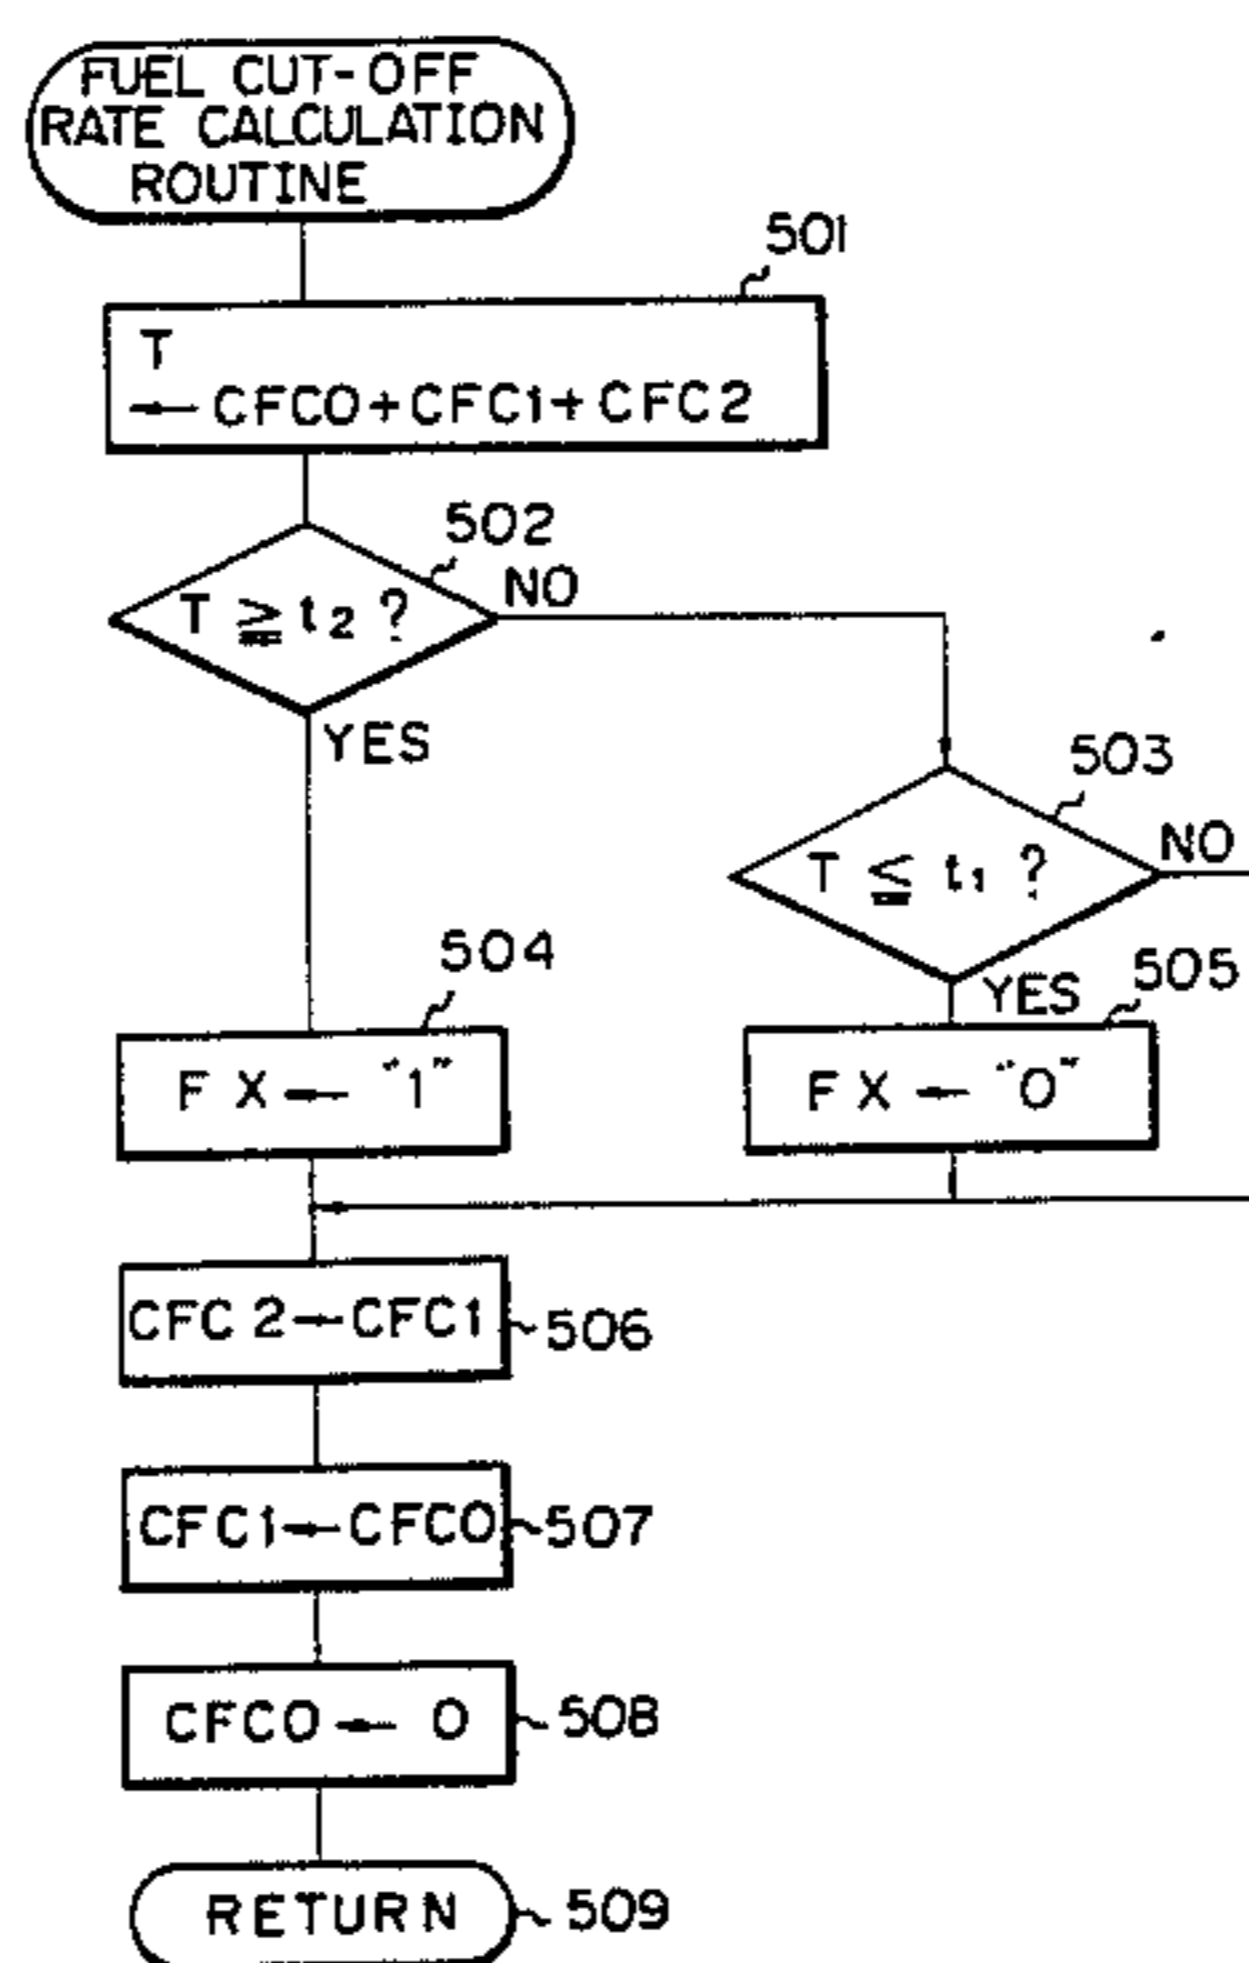 FUEL CUT-OFF
RATE CALCULATION
ROUTINE
501
T
← CFC0+CFC1+CFC2
502
T ≧ t2 ?
NO
YES
503
T ≦ t1 ?
NO
YES
504
FX ← "1"
505
FX ← "0"
CFC2←CFC1
506
CFC1←CFC0
507
CFC0← 0
508
RETURN
509